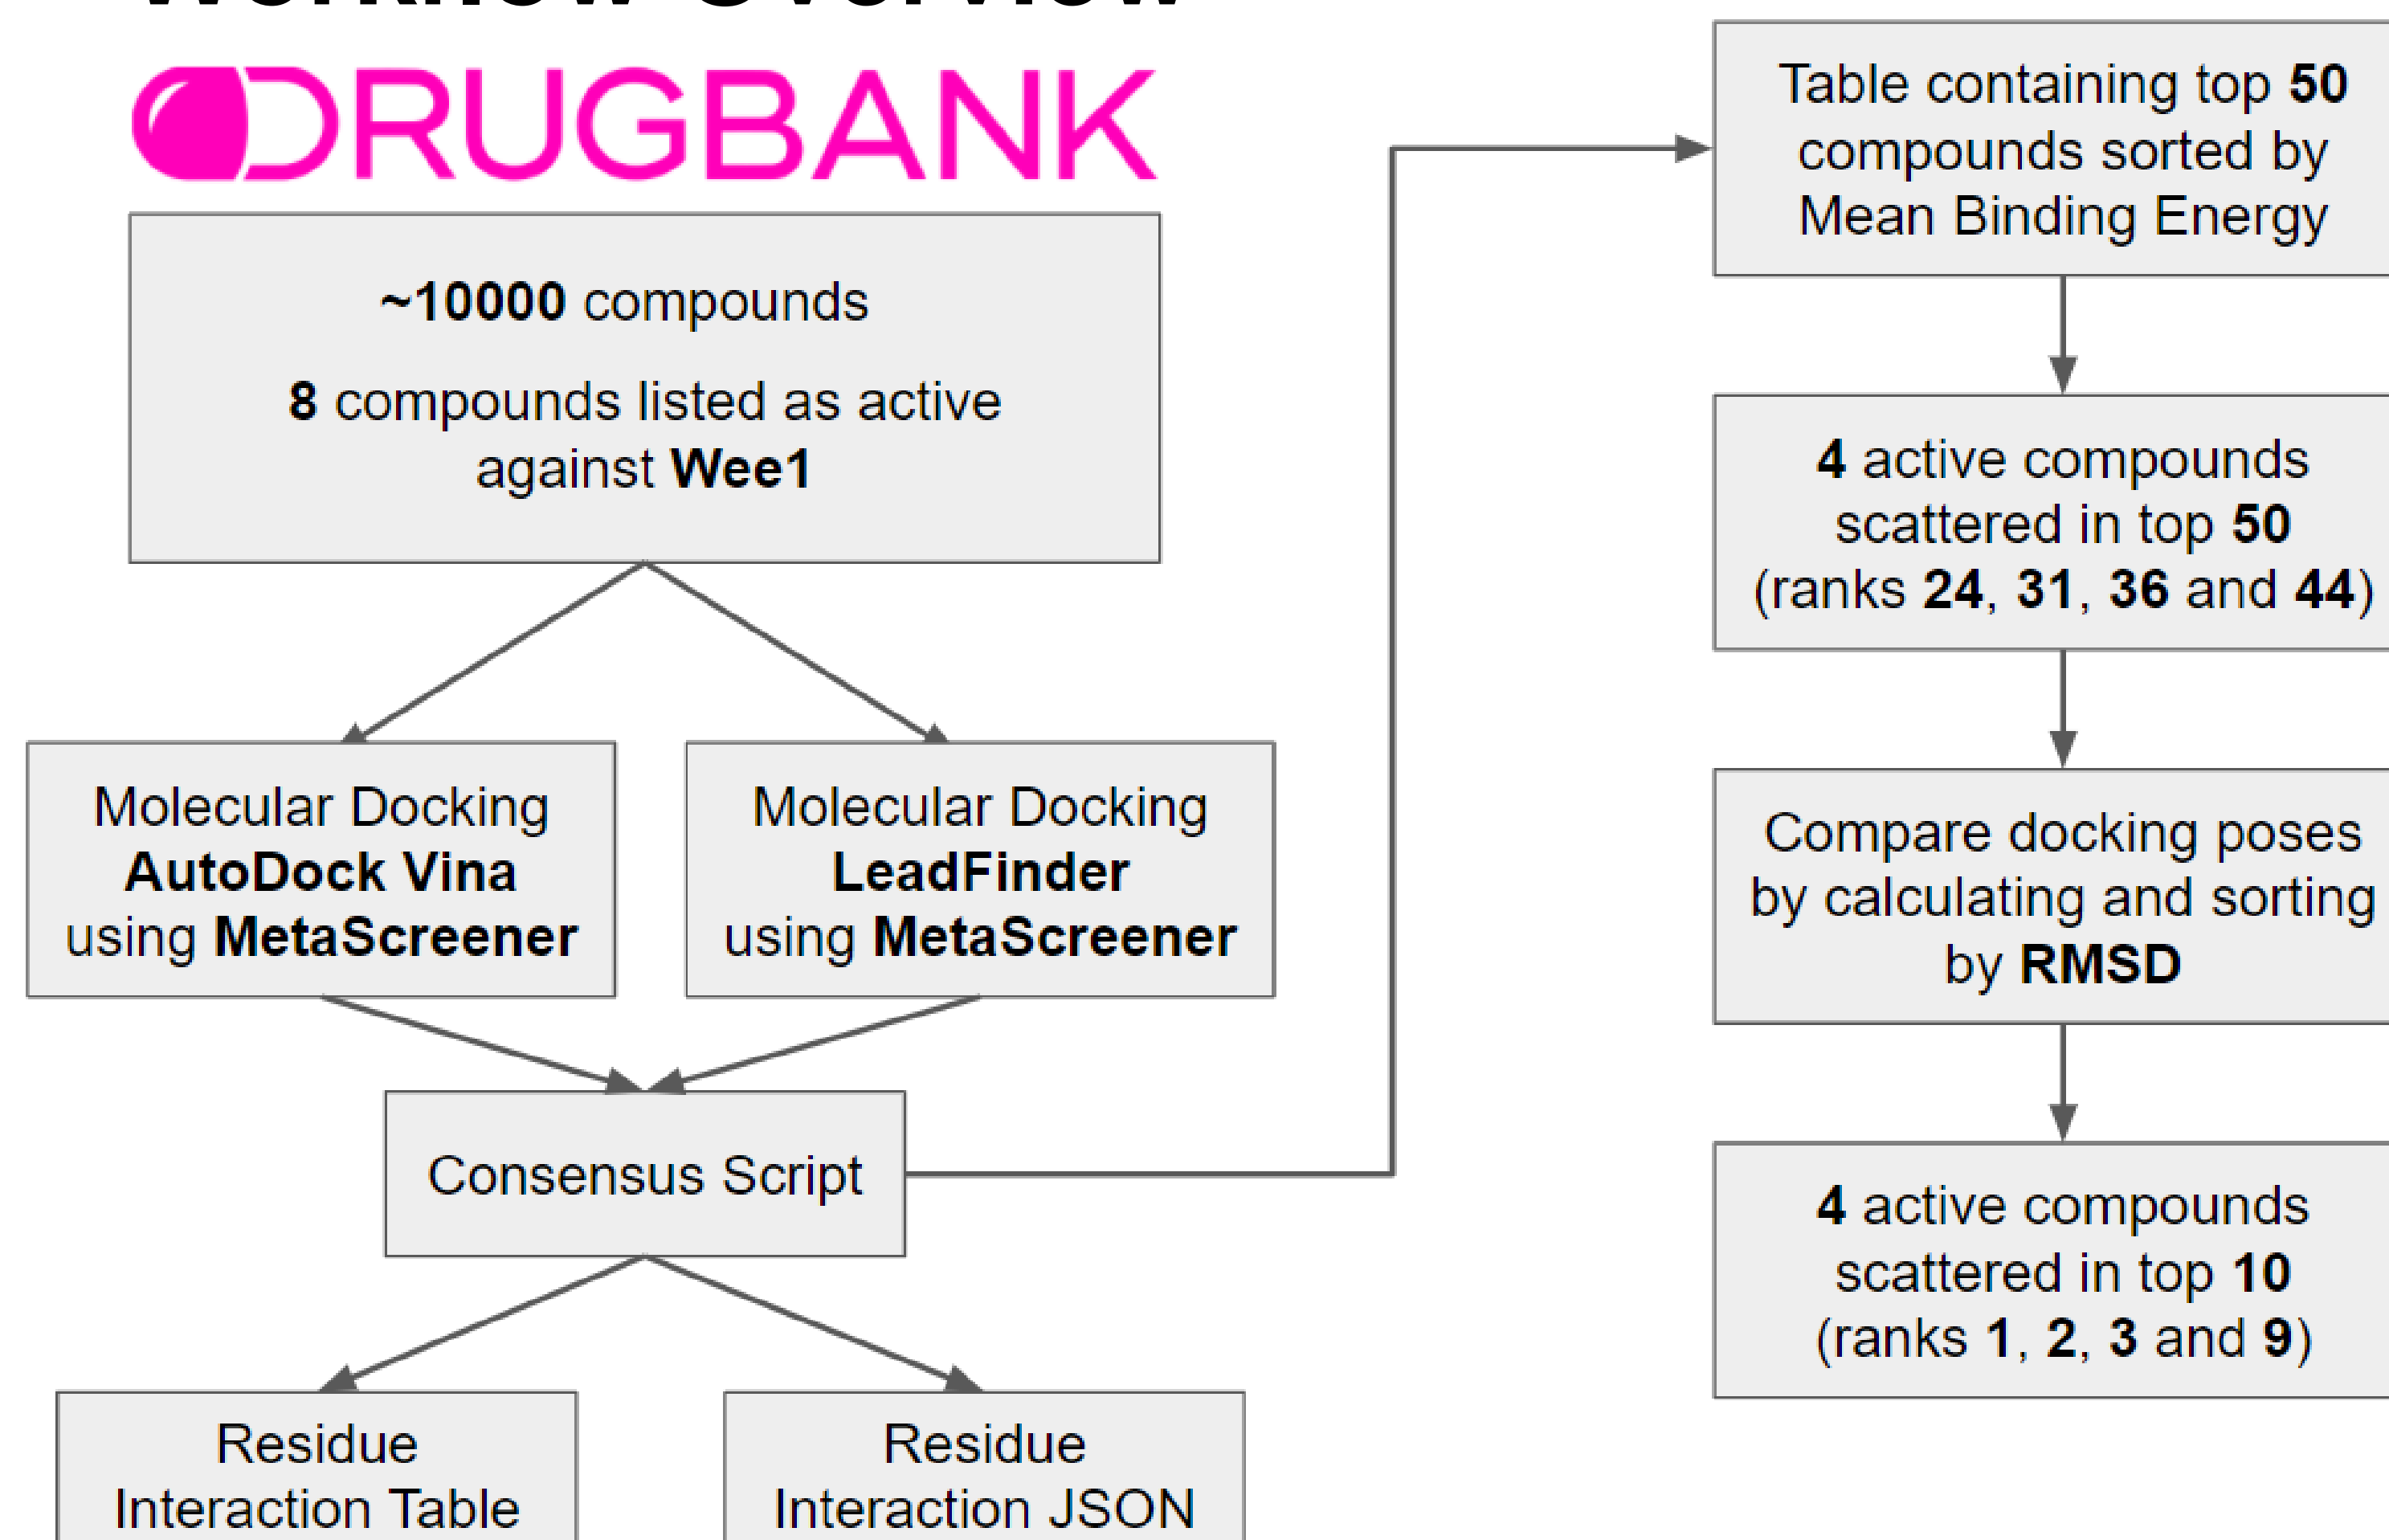 Workflow Overview
DRUGBANK
~10000 compounds
8 compounds listed as active
against Wee1
Molecular Docking
AutoDock Vina
using MetaScreener
Molecular Docking
LeadFinder
using MetaScreener
Consensus Script
Residue
Interaction Table
Residue
Interaction JSON
Table containing top 50
compounds sorted by
Mean Binding Energy
4 active compounds
scattered in top 50
(ranks 24, 31, 36 and 44)
Compare docking poses
by calculating and sorting
by RMSD
4 active compounds
scattered in top 10
(ranks 1, 2, 3 and 9)